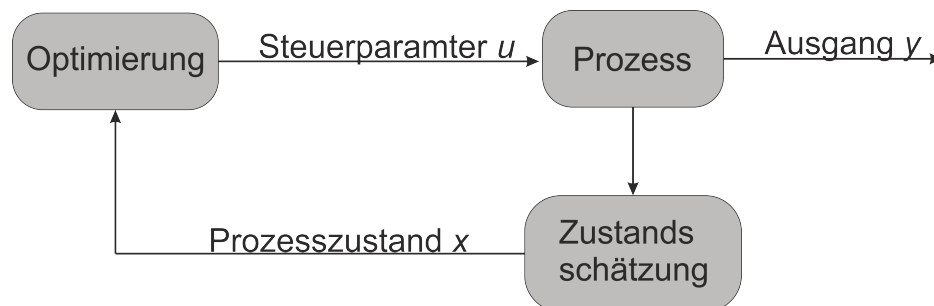 Optimierung
Steuerparamter u
Prozess
Ausgang y
Prozesszustand x
Zustands
schätzung